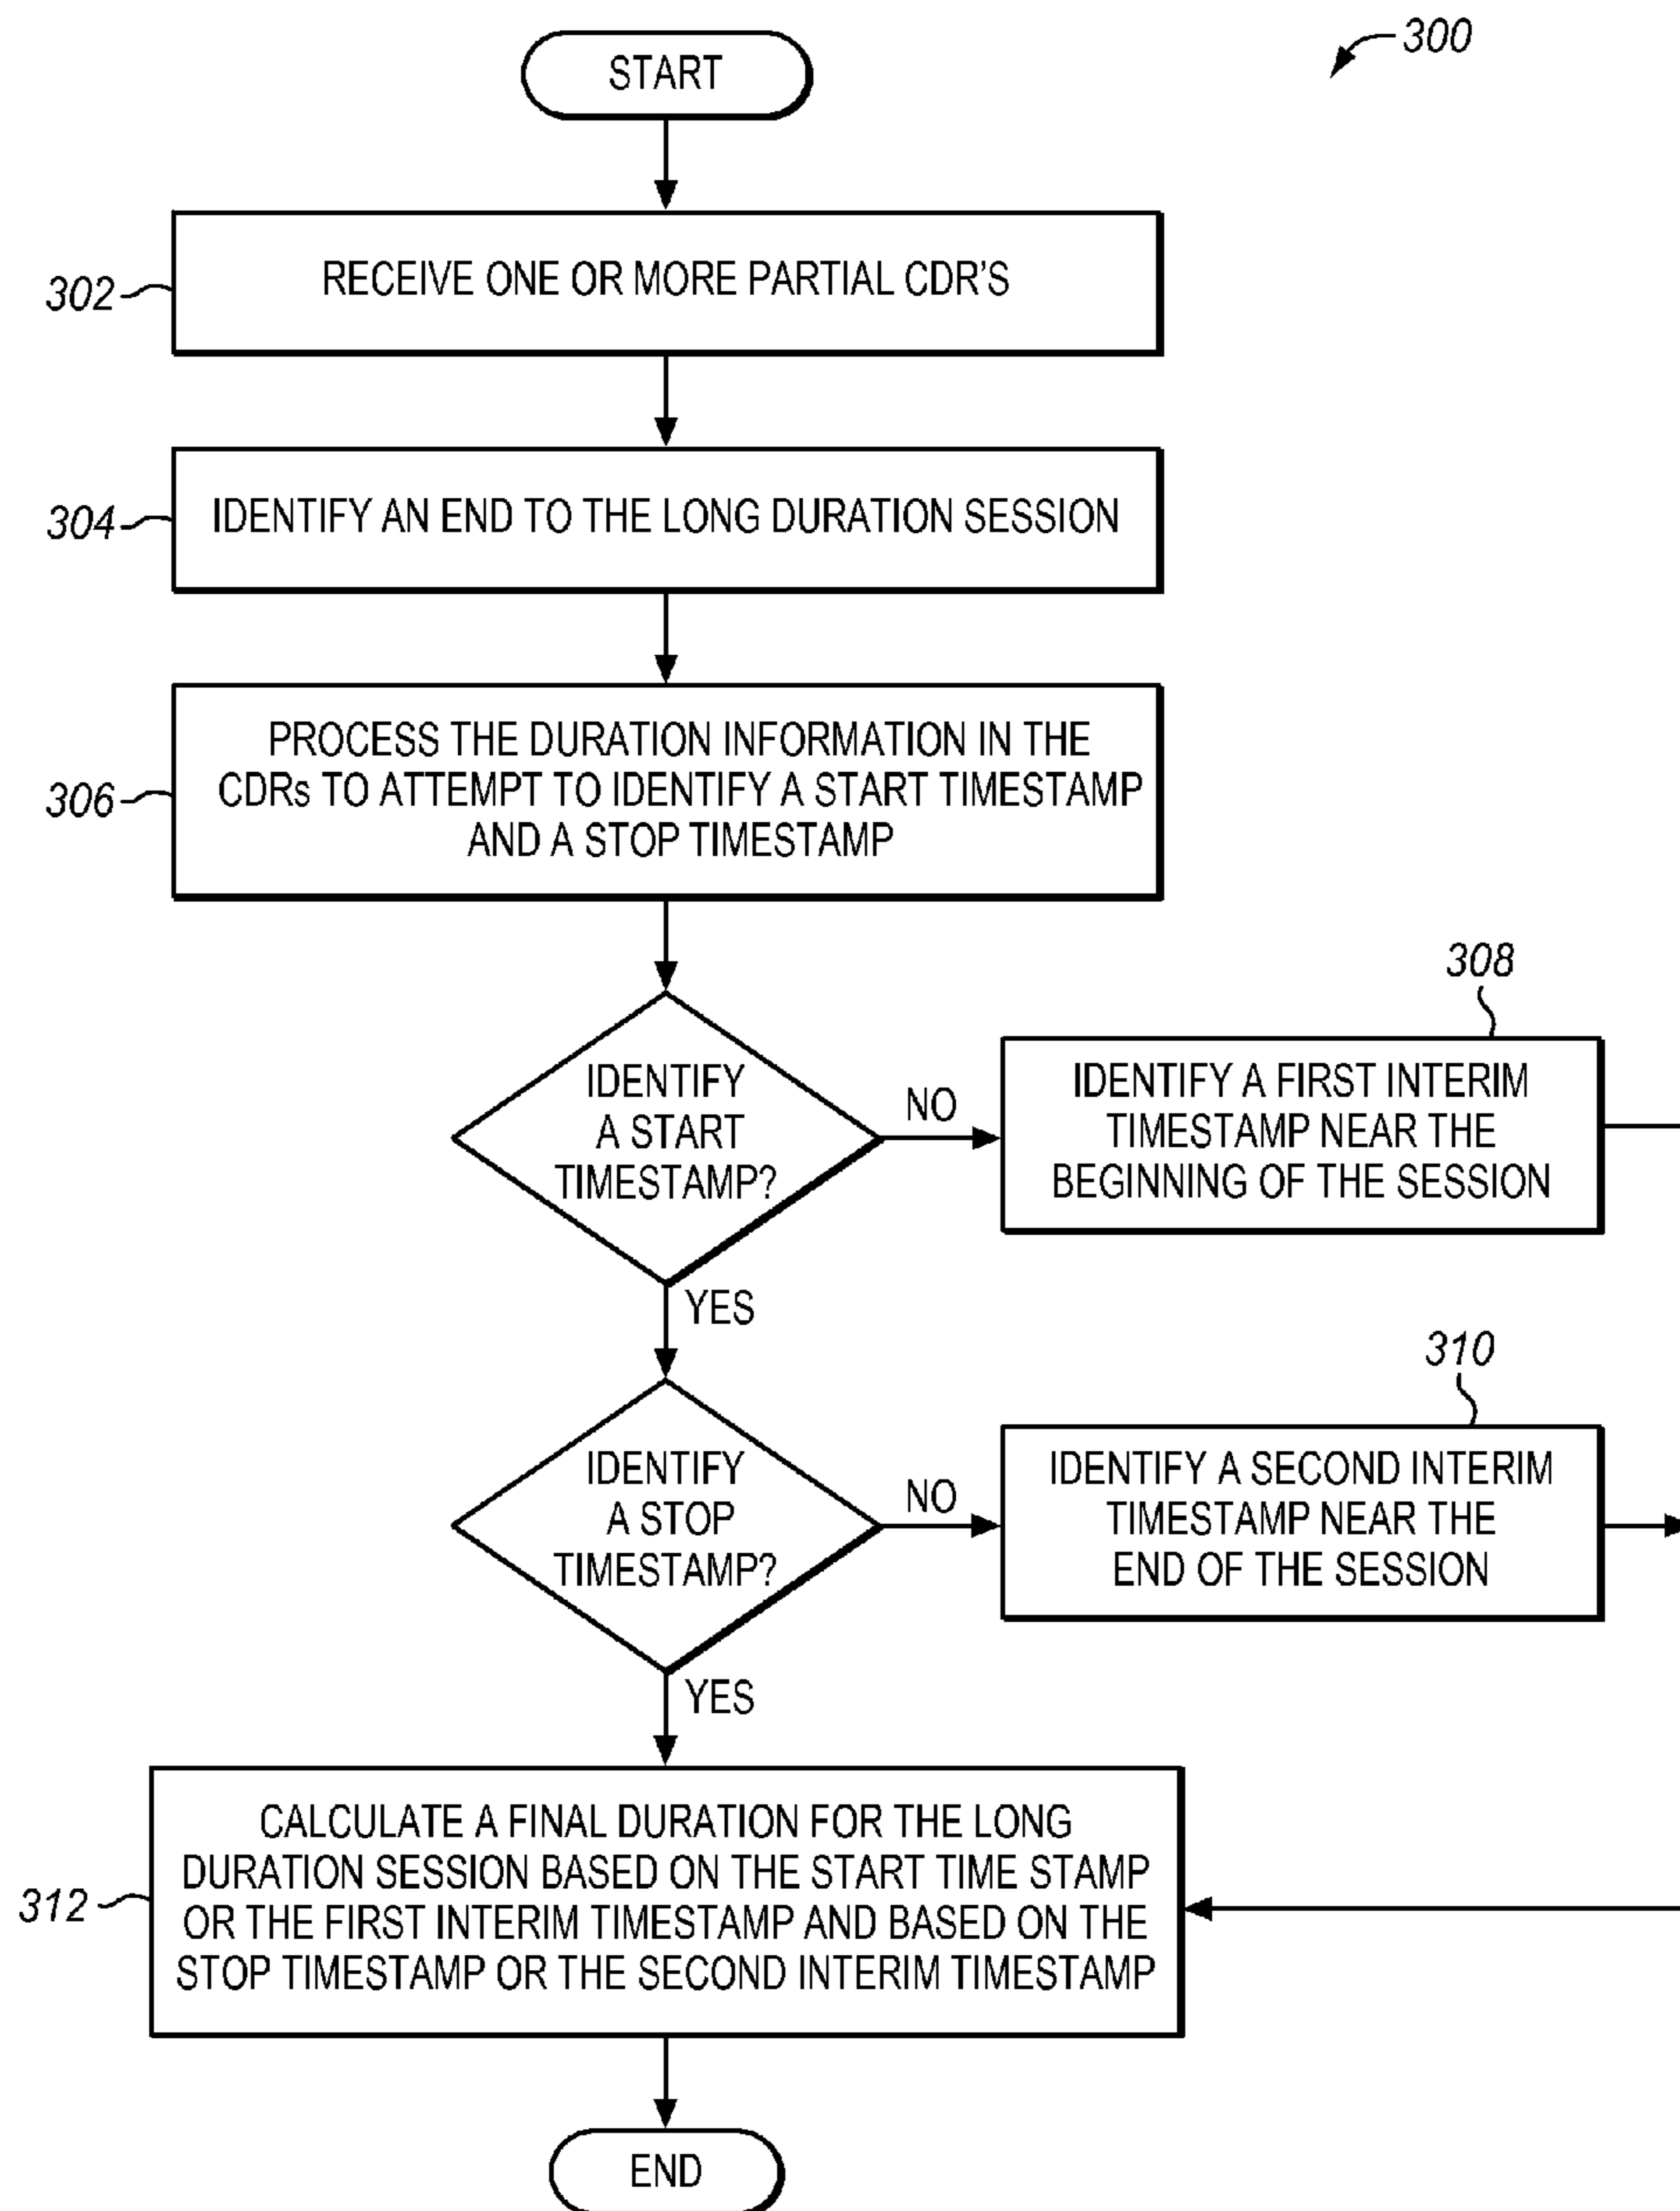 300
START
302
RECEIVE ONE OR MORE PARTIAL CDR'S
304
IDENTIFY AN END TO THE LONG DURATION SESSION
306
PROCESS THE DURATION INFORMATION IN THE
CDRs TO ATTEMPT TO IDENTIFY A START TIMESTAMP
AND A STOP TIMESTAMP
IDENTIFY
A START
TIMESTAMP?
NO
308
IDENTIFY A FIRST INTERIM
TIMESTAMP NEAR THE
BEGINNING OF THE SESSION
YES
IDENTIFY
A STOP
TIMESTAMP?
NO
310
IDENTIFY A SECOND INTERIM
TIMESTAMP NEAR THE
END OF THE SESSION
YES
312
CALCULATE A FINAL DURATION FOR THE LONG
DURATION SESSION BASED ON THE START TIME STAMP
OR THE FIRST INTERIM TIMESTAMP AND BASED ON THE
STOP TIMESTAMP OR THE SECOND INTERIM TIMESTAMP
END